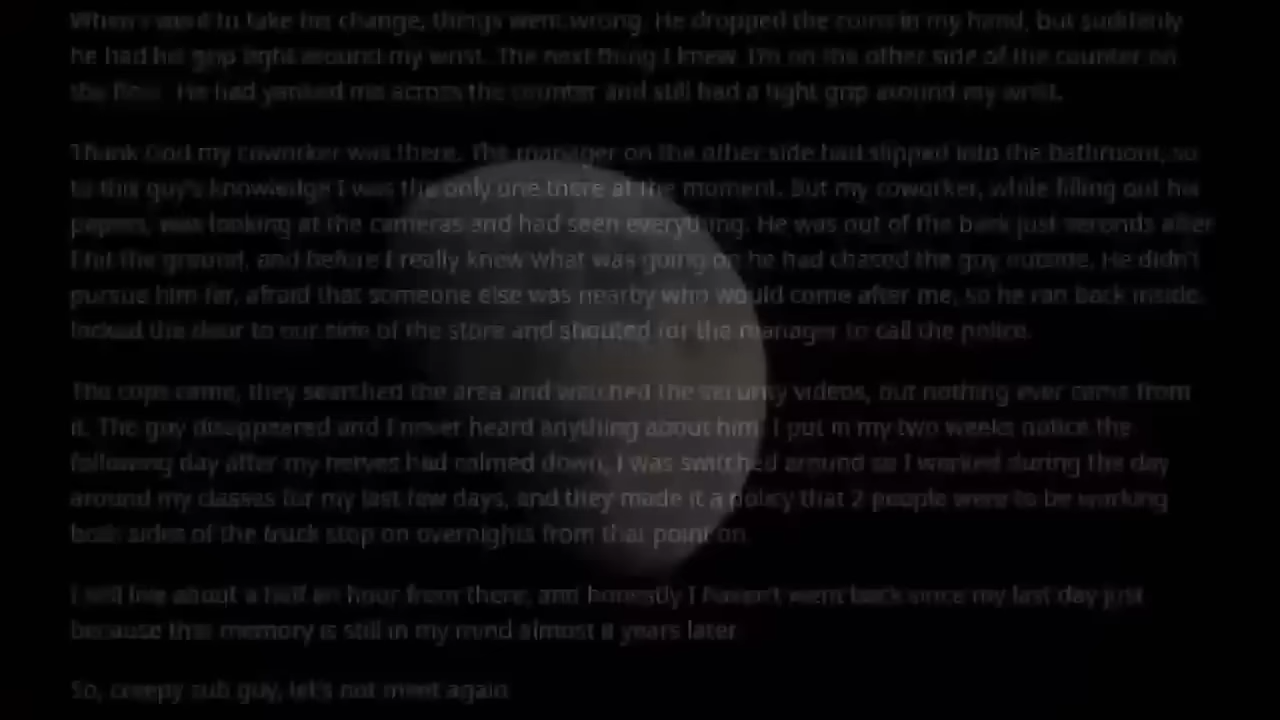 When I went to take his change, things went wrong. He dropped the coins in my hand, but suddenly
he had his grip tight around my wrist. The next thing I knew, I'm on the other side of the counter on
the floor. He had yanked me across the counter and still had a tight grip around my wrist.
Thank God my coworker was there. The manager on the other side had slipped into the bathroom, so
to this guy's knowledge I was the only one there at the moment. But my coworker, while filling out his
papers, was looking at the cameras and had seen everything. He was out of the back just seconds after
I hit the ground, and before I really knew what was going on he had chased the guy outside. He didn't
pursue him far, afraid that someone else was nearby who would come after me, so he ran back inside,
locked the door to our side of the store and shouted for the manager to call the police.
The cops came, they searched the area and watched the security videos, but nothing ever came from
it. The guy disappeared and I never heard anything about him. I put in my two weeks notice the
following day after my nerves had calmed down, I was switched around so I worked during the day
around my classes for my last few days, and they made it a policy that 2 people were to be working
both sides of the truck stop on overnights from that point on.
I still live about a half an hour from there, and honestly I haven't went back since my last day just
because that memory is still in my mind almost 8 years later.
So, creepy sub guy, let's not meet again